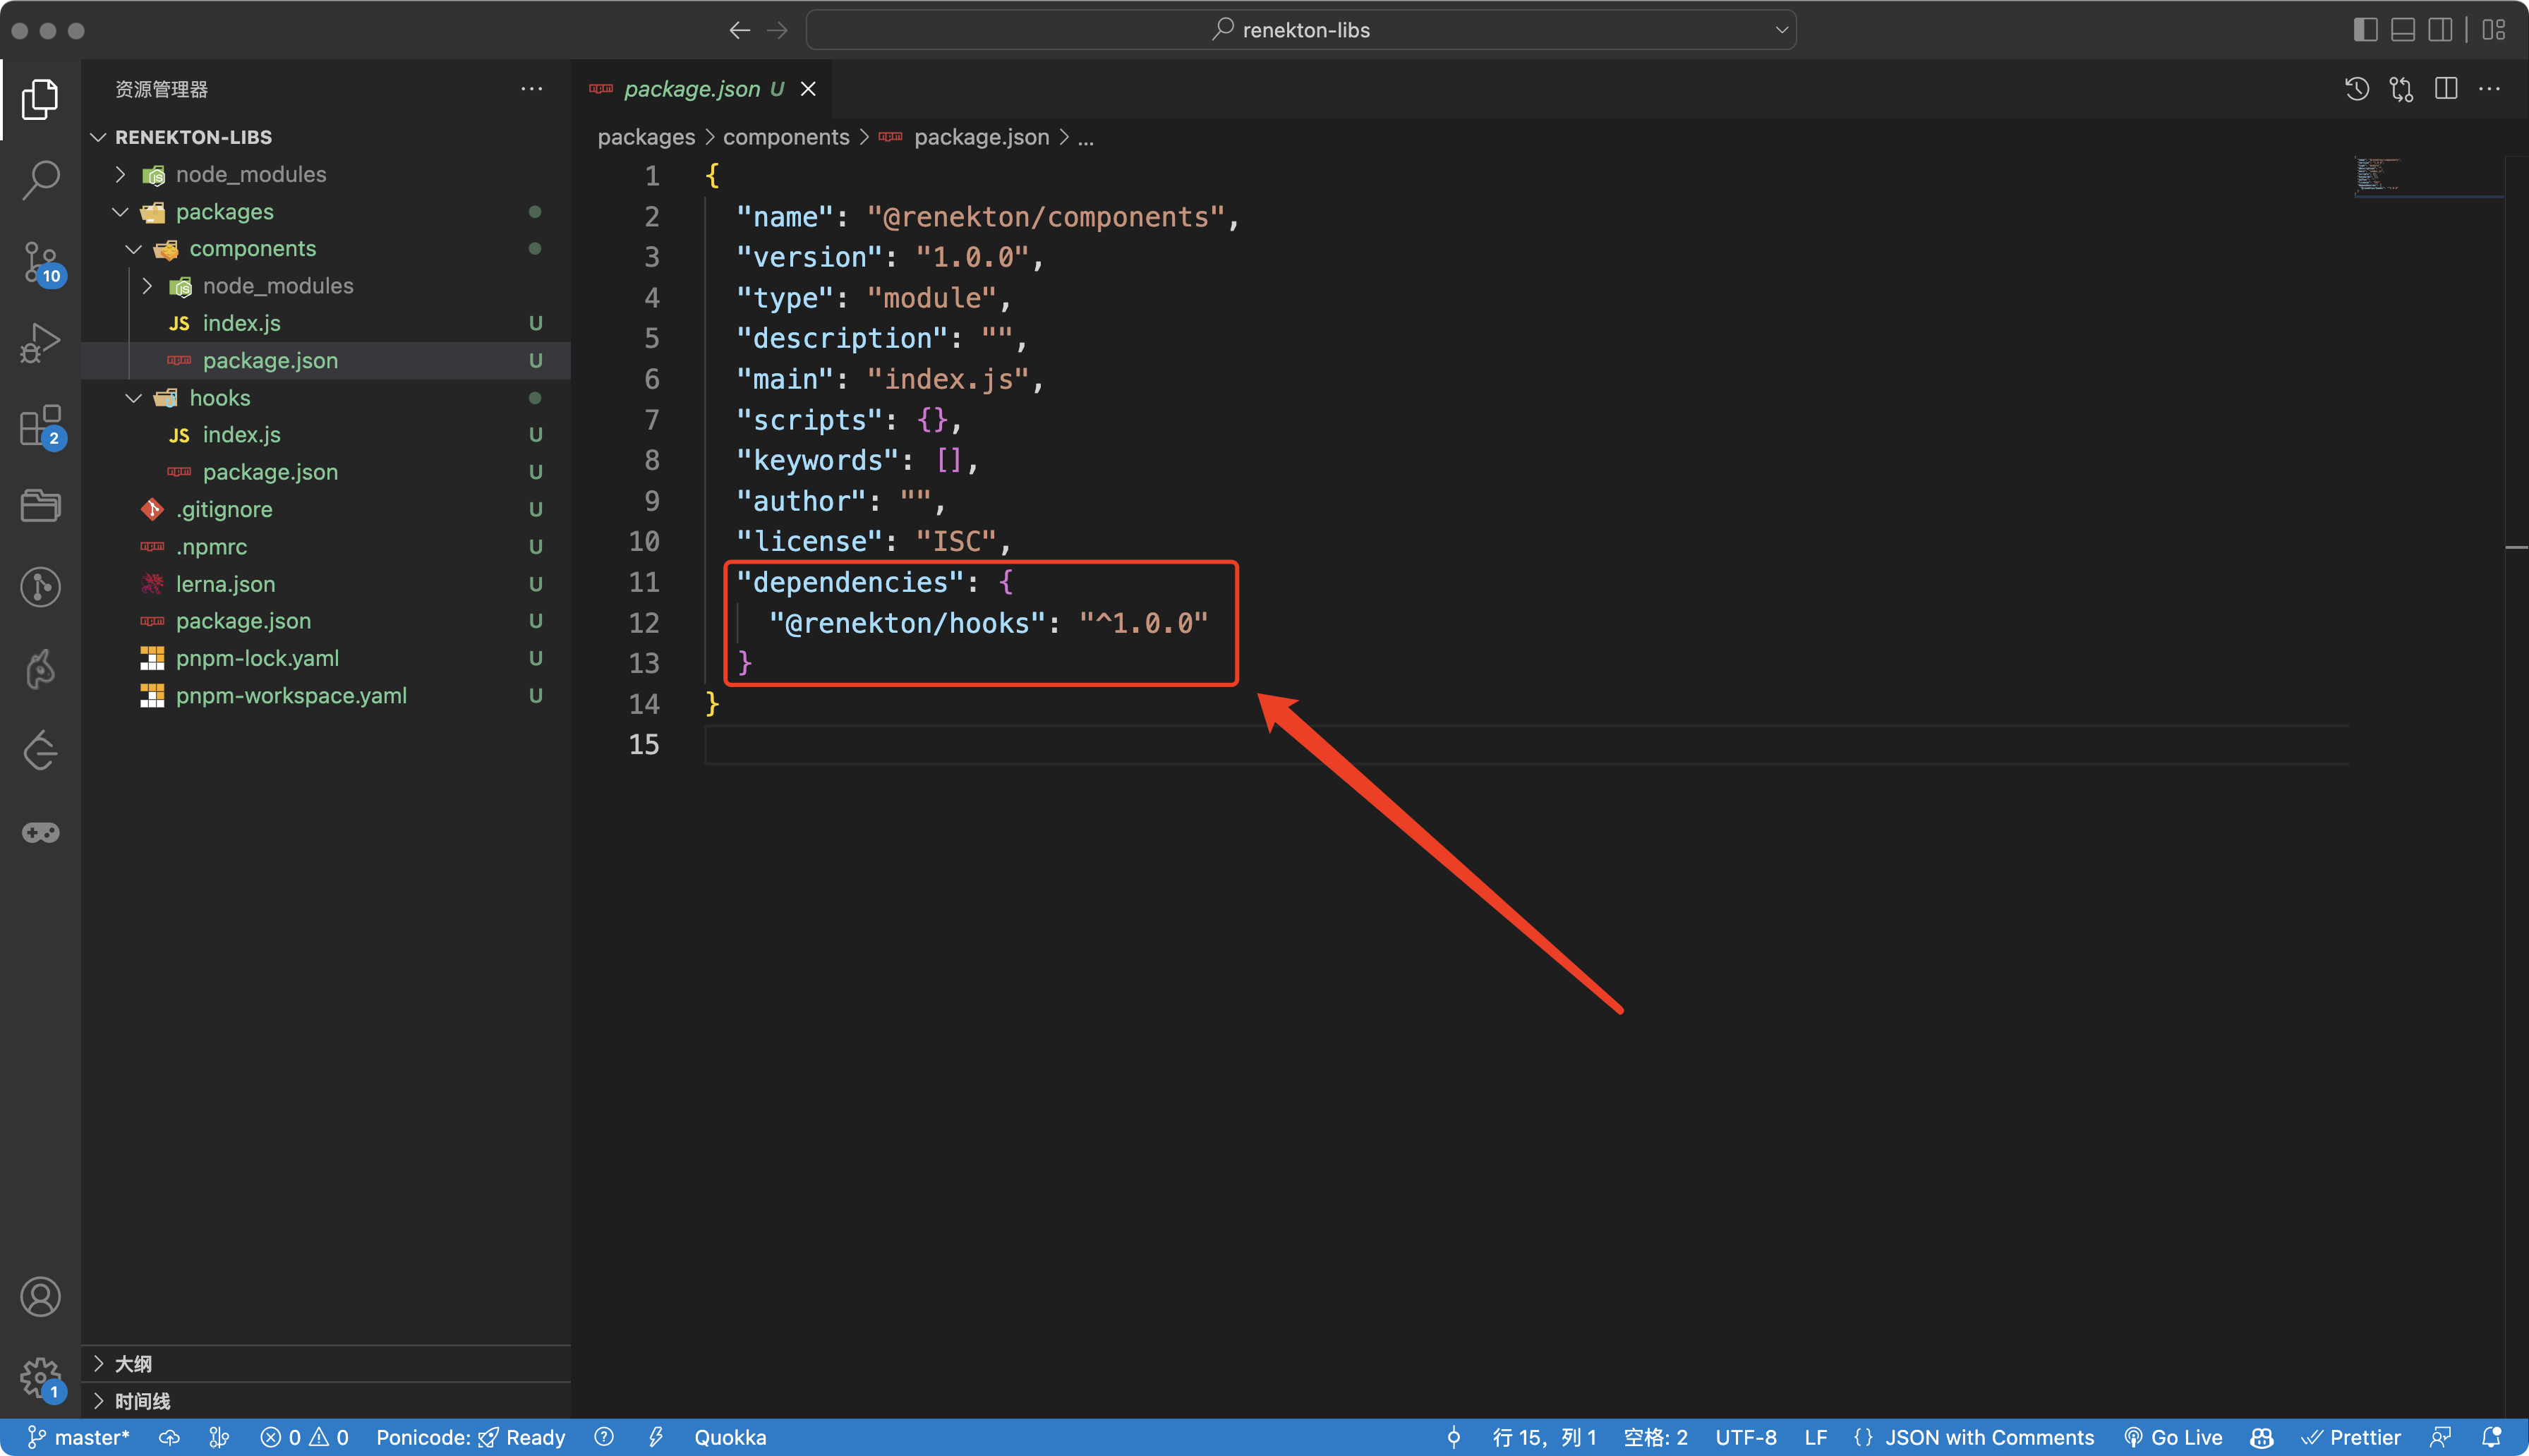 renekton-libs
资源管理器
package.json U
RENEKTON-LIBS
packages > components > package.json > ...
node_modules
packages
components
node_modules
JS index.js U
package.json U
hooks
JS index.js U
package.json U
.gitignore U
.npmrc U
lerna.json U
package.json U
pnpm-lock.yaml U
pnpm-workspace.yaml U
10
2
1 {
2 "name": "@renekton/components",
3 "version": "1.0.0",
4 "type": "module",
5 "description": "",
6 "main": "index.js",
7 "scripts": {},
8 "keywords": [],
9 "author": "",
10 "license": "ISC",
11 "dependencies": {
12 "@renekton/hooks": "^1.0.0"
13 }
14 }
15
大纲
时间线
1
master* 0 0 Ponicode: Ready Quokka 行 15，列 1 空格: 2 UTF-8 LF {} JSON with Comments Go Live Prettier